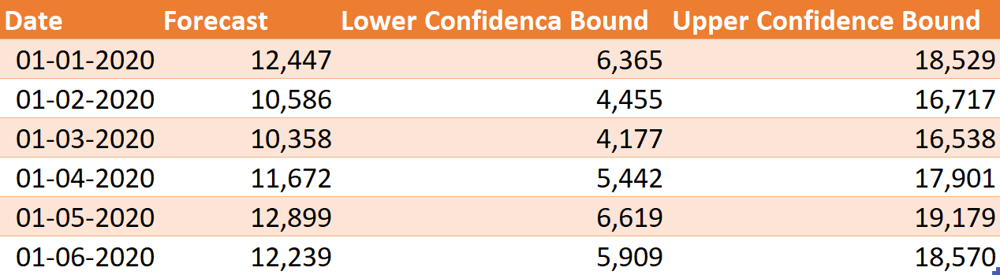 Date Forecast Lower Confidenca Bound Upper Confidence Bound
01-01-2020 12,447 6,365 18,529
01-02-2020 10,586 4,455 16,717
01-03-2020 10,358 4,177 16,538
01-04-2020 11,672 5,442 17,901
01-05-2020 12,899 6,619 19,179
01-06-2020 12,239 5,909 18,570